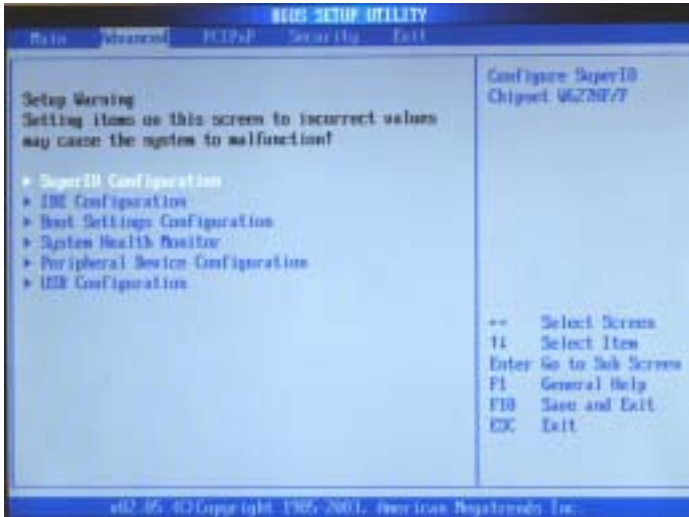 BIOS SETUP UTILITY
Main Advanced PCIPnP Security Exit
Setup Warning
Setting items on this screen to incorrect values
may cause the system to malfunction!
SuperIO Configuration
IDE Configuration
Boot Settings Configuration
System Health Monitor
Peripheral Device Configuration
USB Configuration
Configure SuperIO
Chipset
↔ Select Screen
↑↓ Select Item
Enter Go to Sub Screen
F1 General Help
F10 Save and Exit
ESC Exit
v02.05 (C)Copyright 1985-2003, American Megatrends Inc.